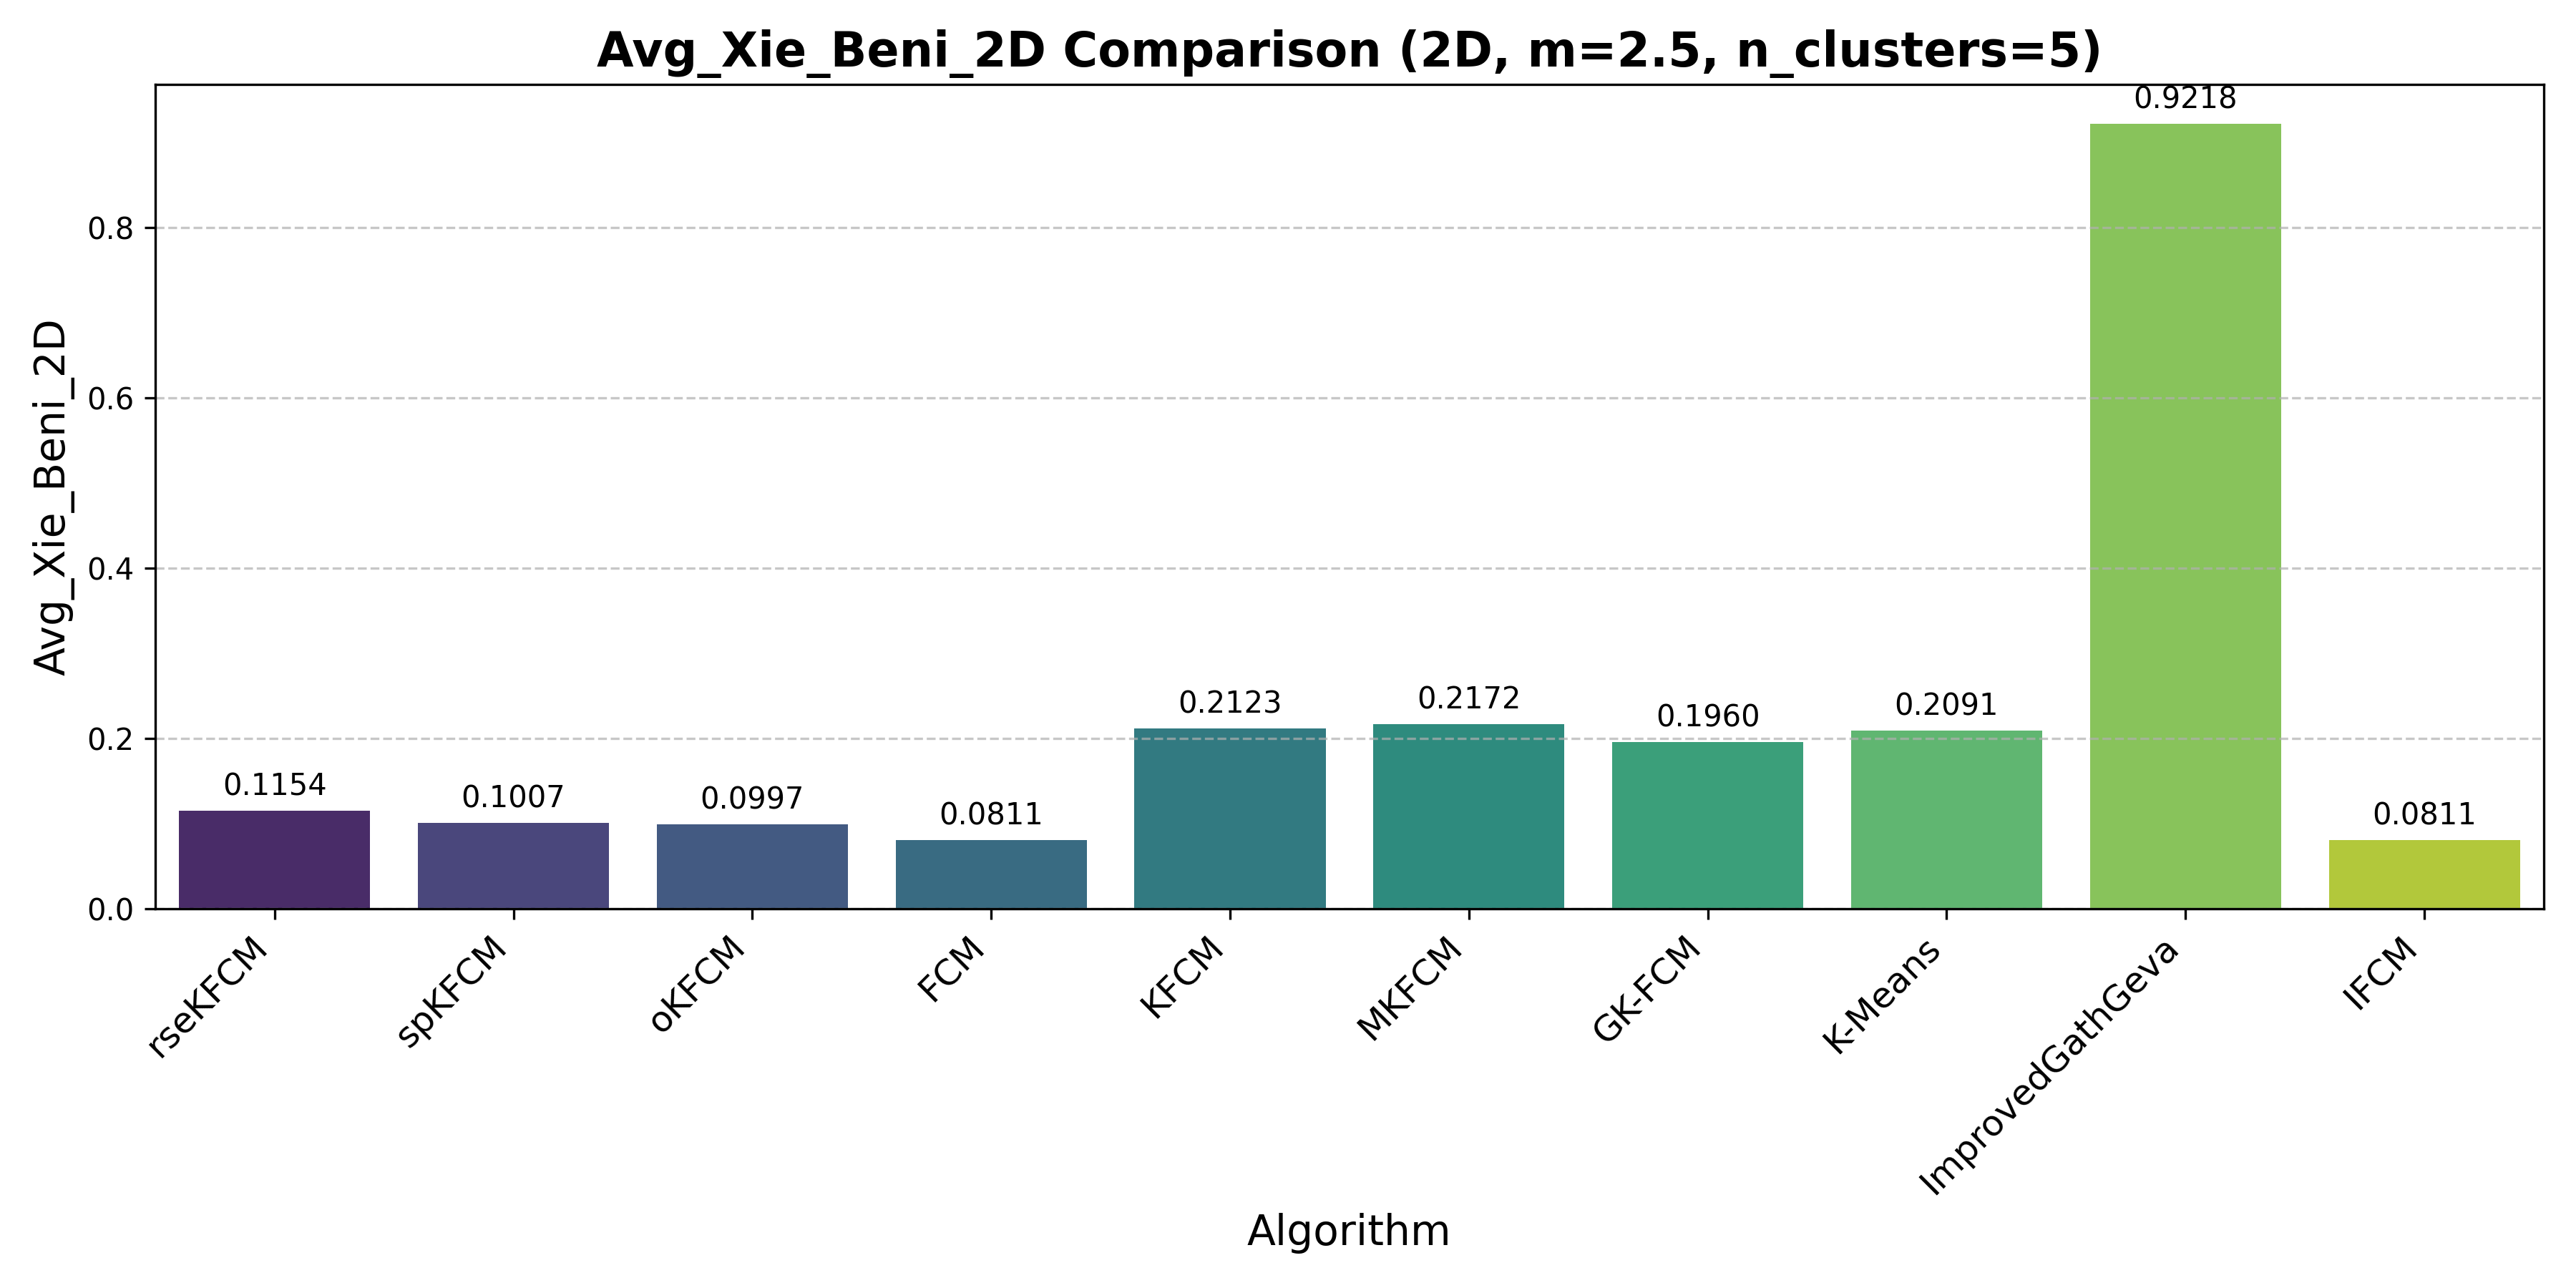 Avg_Xie_Beni_2D Comparison (2D, m=2.5, n_clusters=5)
Avg_Xie_Beni_2D
0.8
0.6
0.4
0.2
0.0
0.1154
0.1007
0.0997
0.0811
0.2123
0.2172
0.1960
0.2091
0.9218
0.0811
rseKFCM
spKFCM
oKFCM
FCM
KFCM
MKFCM
GK-FCM
K-Means
ImprovedGathGeva
IFCM
Algorithm